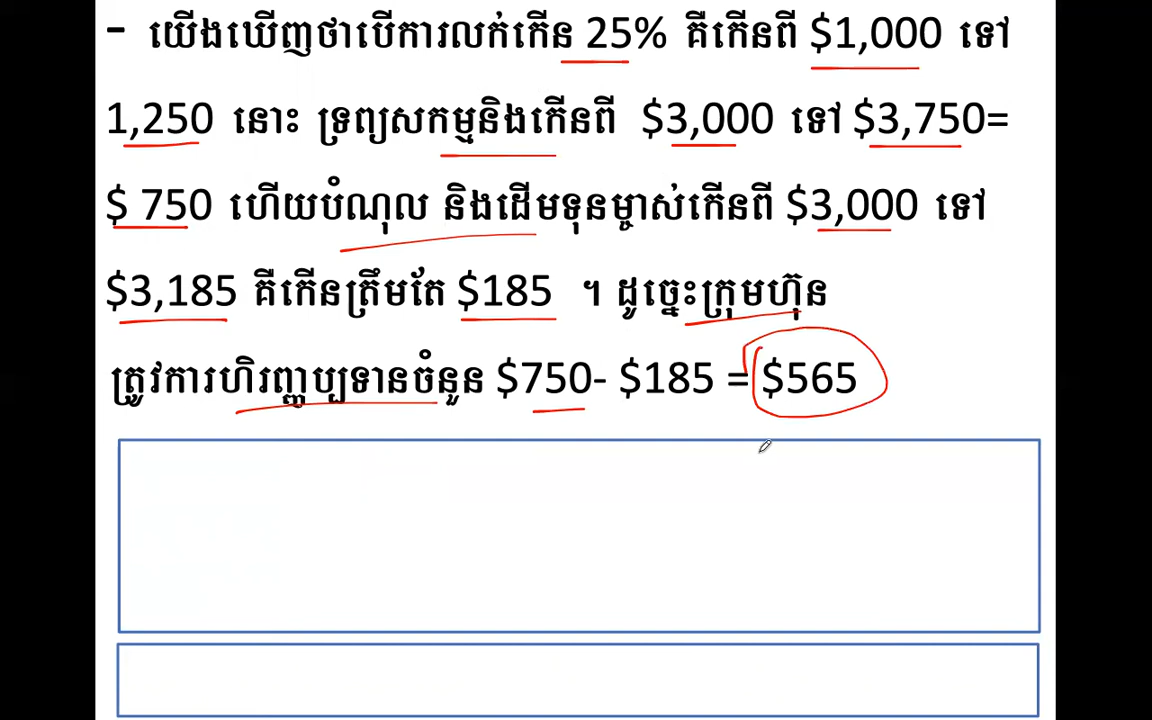 - យើងឃើញថាបើការលក់កើន 25% គឺកើនពី $1,000 ទៅ
1,250 នោះ ទ្រព្យសកម្មនិងកើនពី $3,000 ទៅ $3,750=
$ 750 ហើយបំណុល និងដើមទុនម្ចាស់កើនពី $3,000 ទៅ
$3,185 គឺកើនត្រឹមតែ $185 ។ ដូច្នេះក្រុមហ៊ុន
ត្រូវការហិរញ្ញប្បទានចំនួន $750- $185 = $565